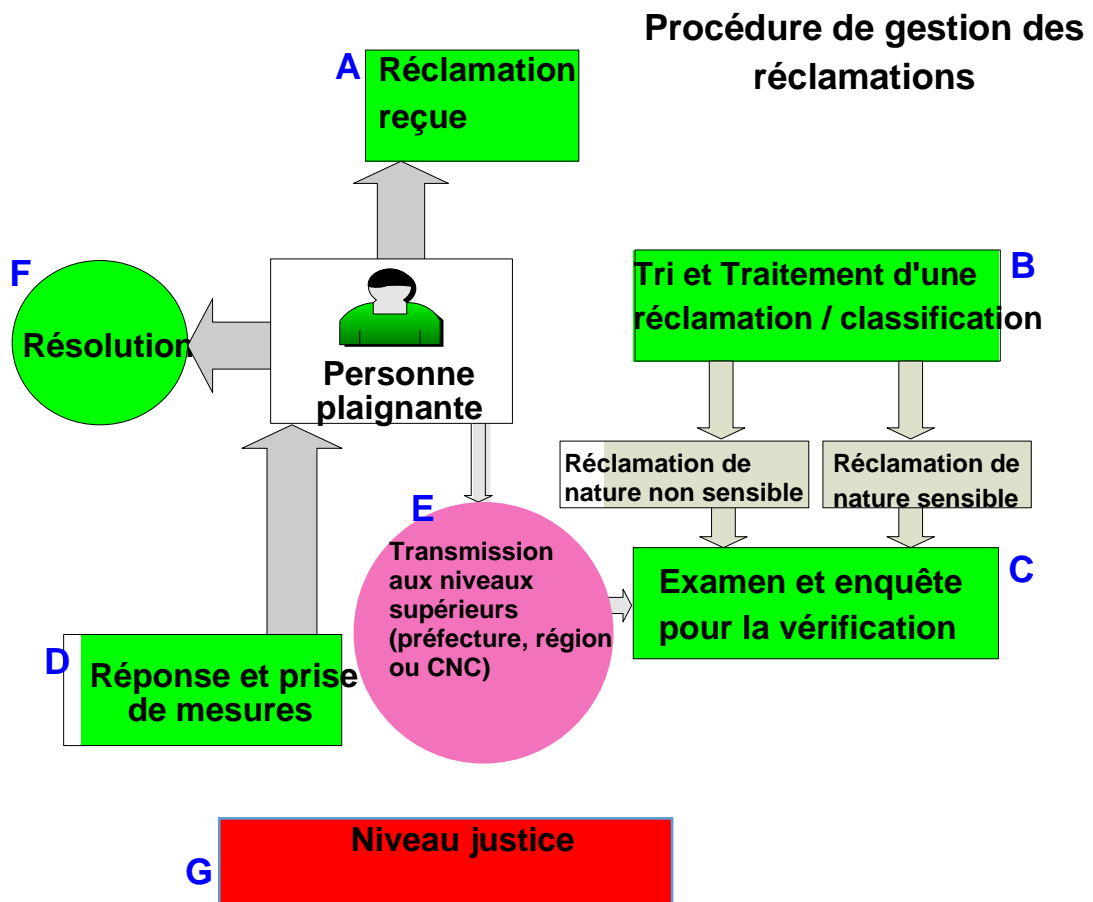 Procédure de gestion des
réclamations
A
Réclamation
reçue
F
Résolution
Personne
plaignante
B
Tri et Traitement d'une
réclamation / classification
Réclamation de
nature non sensible
Réclamation de
nature sensible
E
Transmission
aux niveaux
supérieurs
(préfecture, région
ou CNC)
C
Examen et enquête
pour la vérification
D
Réponse et prise
de mesures
Niveau justice
G